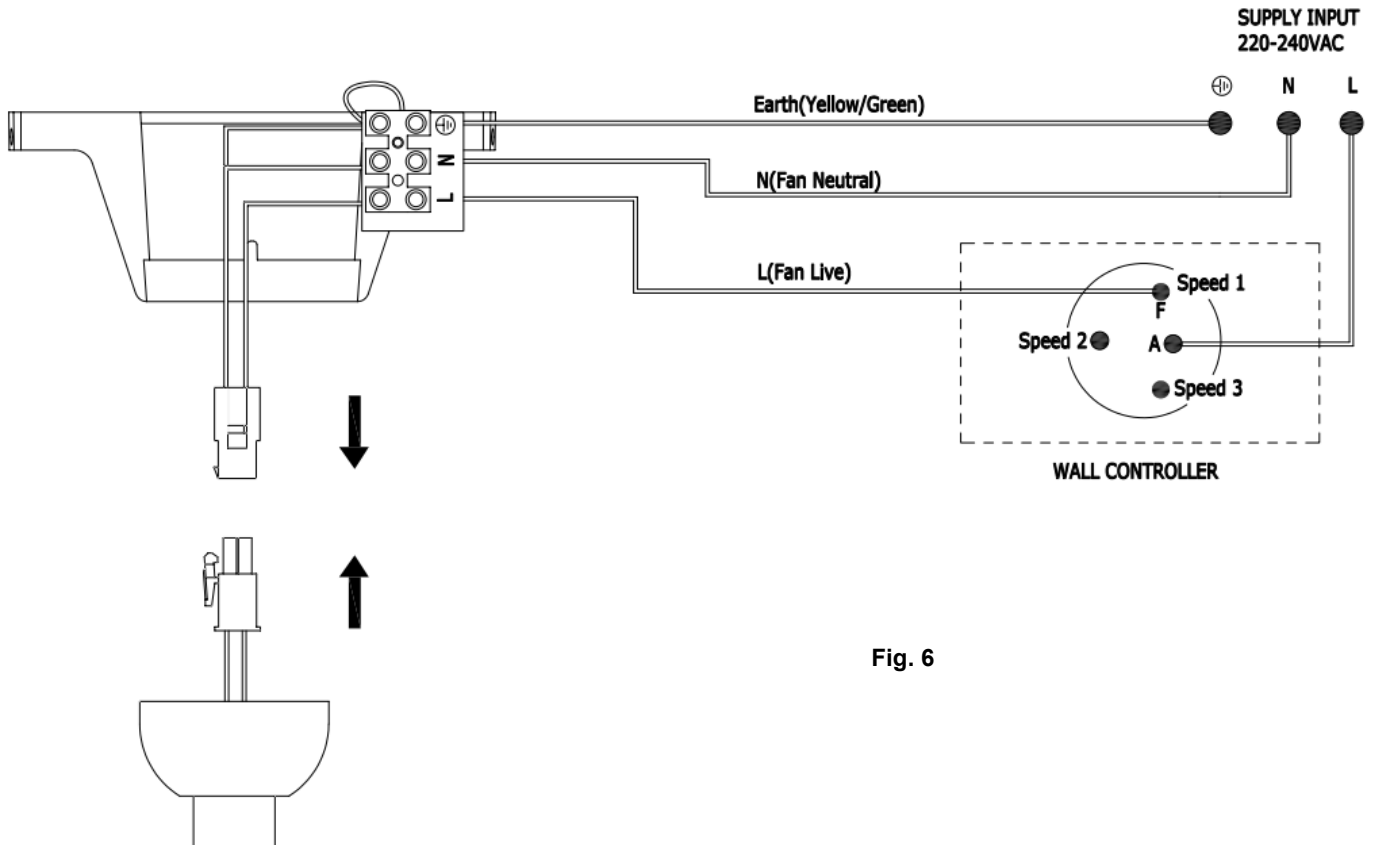 SUPPLY INPUT
220-240VAC
N
L
Earth(Yellow/Green)
N
N(Fan Neutral)
L
L(Fan Live)
Speed 1
F
Speed 2
A
Speed 3
WALL CONTROLLER
Fig. 6